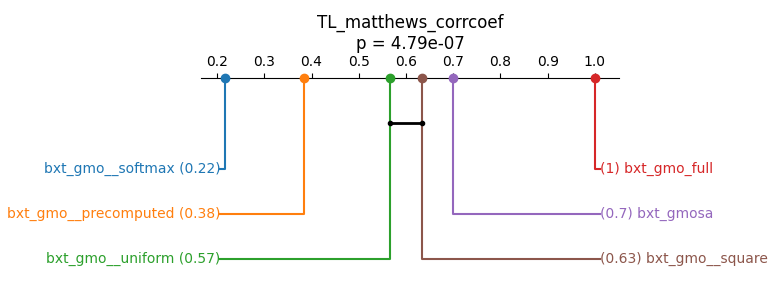 TL_matthews_corrcoef
p = 4.79e-07
0.2 0.3 0.4 0.5 0.6 0.7 0.8 0.9 1.0
bxt_gmo__softmax (0.22) (1) bxt_gmo_full
bxt_gmo__precomputed (0.38) (0.7) bxt_gmosa
bxt_gmo__uniform (0.57) (0.63) bxt_gmo__square